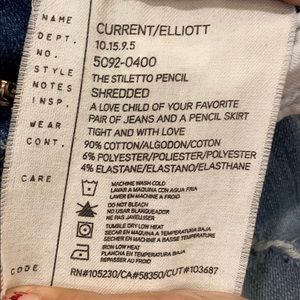 NAME CURRENT/ELLIOTT
DEPT. 10.15.9.5
NO. 5092-0400
STYLE THE STILETTO PENCIL
NOTES SHREDDED
INSP. A LOVE CHILD OF YOUR FAVORITE
PAIR OF JEANS AND A PENCIL SKIRT
WEAR TIGHT AND WITH LOVE
CONT. 90% COTTON/ALGODON/COTON
6% POLYESTER/POLIESTER/POLYESTER
4% ELASTANE/ELASTANO/ELASTHANE
CARE MACHINE WASH COLD
LAVAR A MAQUINA CON AGUA FRIA
LAVER EN MACHINE A FROID
DO NOT BLEACH
NO USAR BLANQUEADOR
NE PAS JAVELLISER
TUMBLE DRY LOW HEAT
SECAR EN MAQUINA A TEMPERATURA BAJA
SECHER EN MACHINE A BASSE TEMPERATURE
IRON LOW HEAT
PLANCHAR A TEMPERATURA BAJA
REPASSER AU FROID
CODE RN#105230/CA#58350/CUT#103687